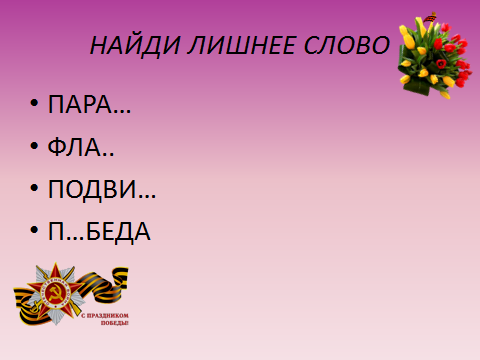 НАЙДИ ЛИШНЕЕ СЛОВО
• ПАРА...
• ФЛА..
• ПОДВИ...
• П...БЕДА
С ПРАЗДНИКОМ
ПОБЕДЫ!